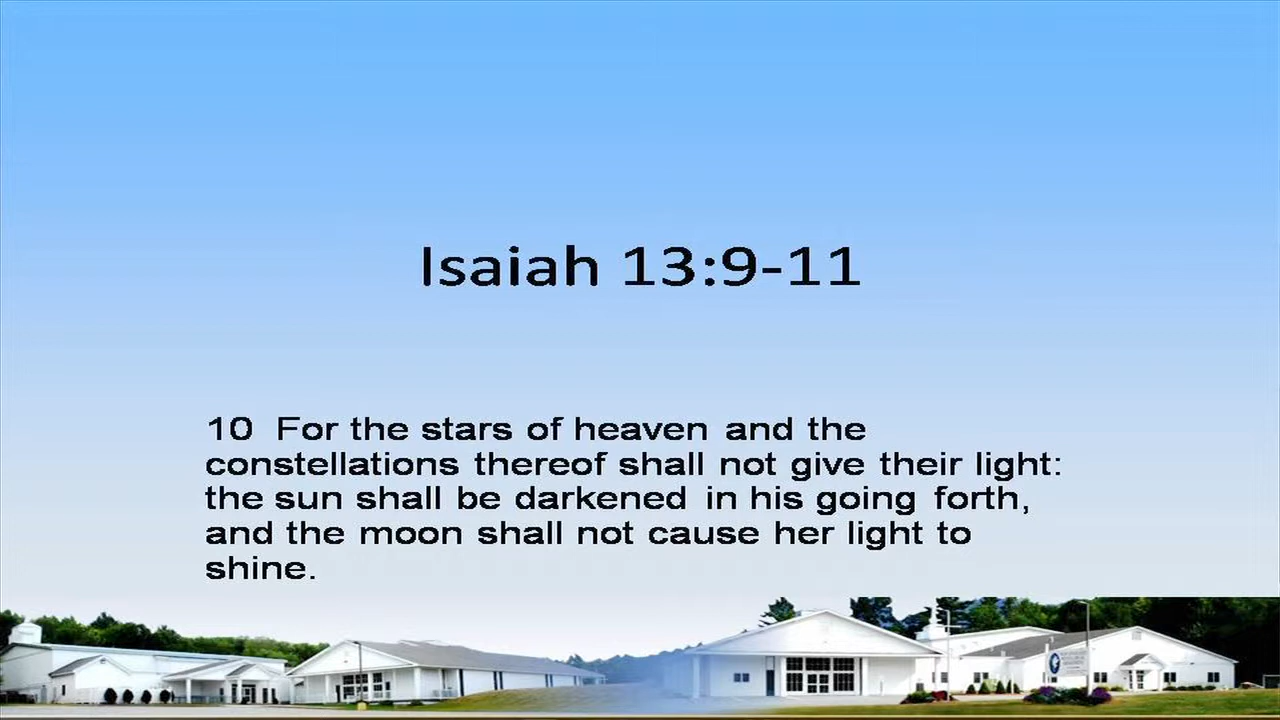 Isaiah 13:9-11
10 For the stars of heaven and the
constellations thereof shall not give their light:
the sun shall be darkened in his going forth,
and the moon shall not cause her light to
shine.